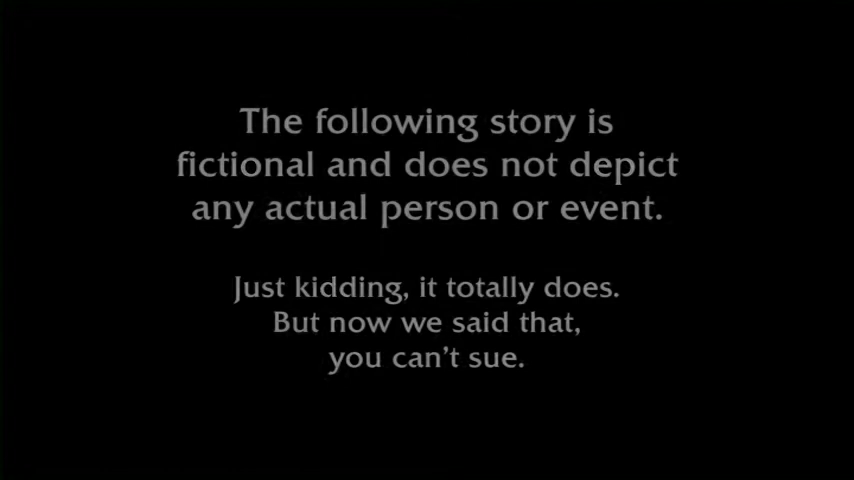 The following story is
fictional and does not depict
any actual person or event.
Just kidding, it totally does.
But now we said that,
you can't sue.